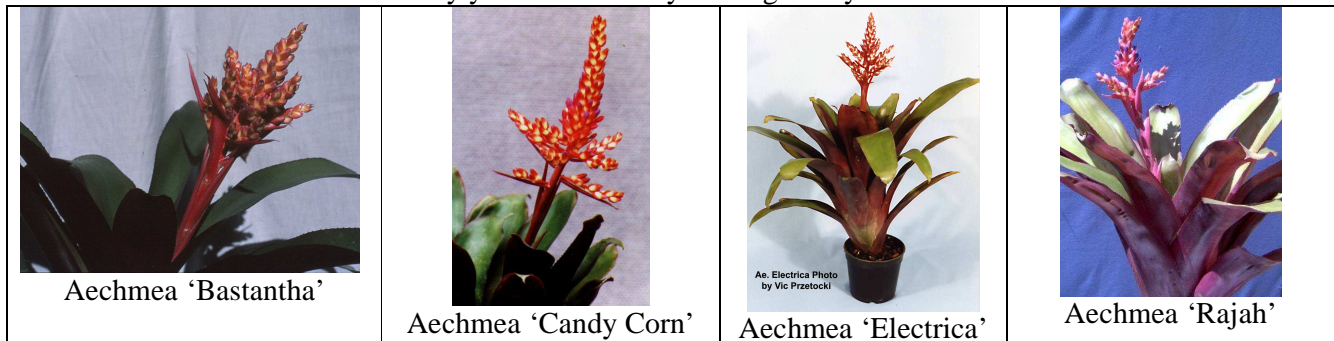 Aechmea ‘Bastantha’
Aechmea ‘Candy Corn’
Ae. Electrica Photo
by Vic Przetocki
Aechmea ‘Electrica’
Aechmea ‘Rajah’